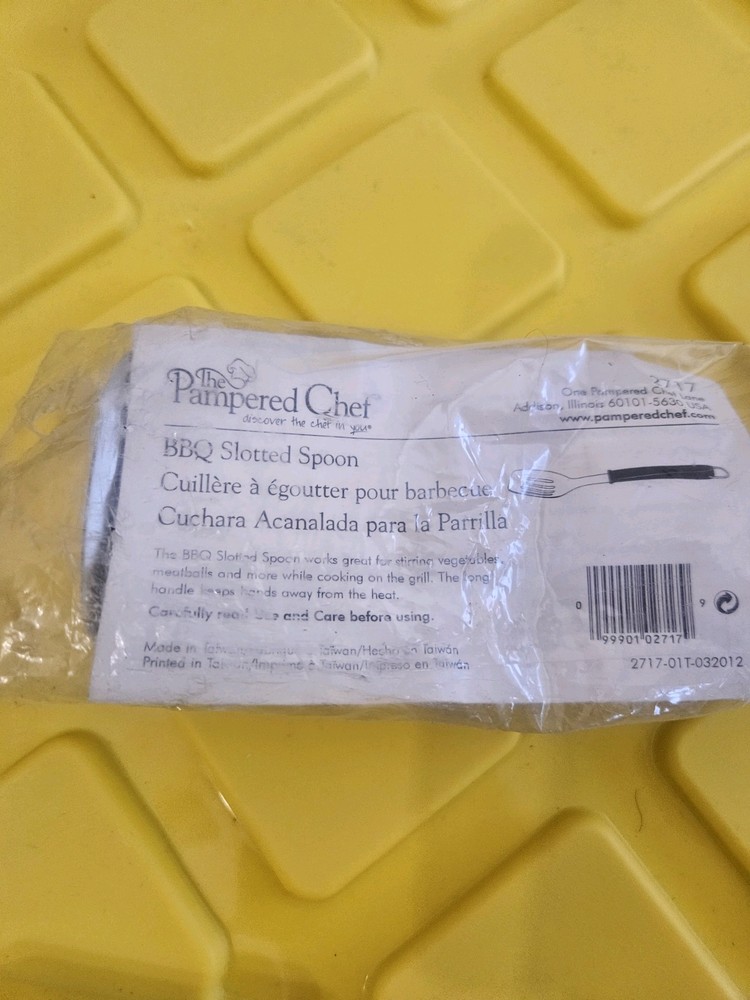 The
Pampered Chef
discover the chef in you®
2717
One Pampered Chef Lane
Addison, Illinois 60101-5630 USA
www.pamperedchef.com
BBQ Slotted Spoon
Cuillère à égoutter pour barbecue
Cuchara Acanalada para la Parrilla
The BBQ Slotted Spoon works great for stirring vegetables,
meatballs and more while cooking on the grill. The long
handle keeps hands away from the heat.
Carefully read Use and Care before using.
Made in Taiwan/Hecho en Taiwán
Printed in Taiwan/Imprimé à Taiwan/Impreso en Taiwán
0 99901 02717 9
2717-01T-032012